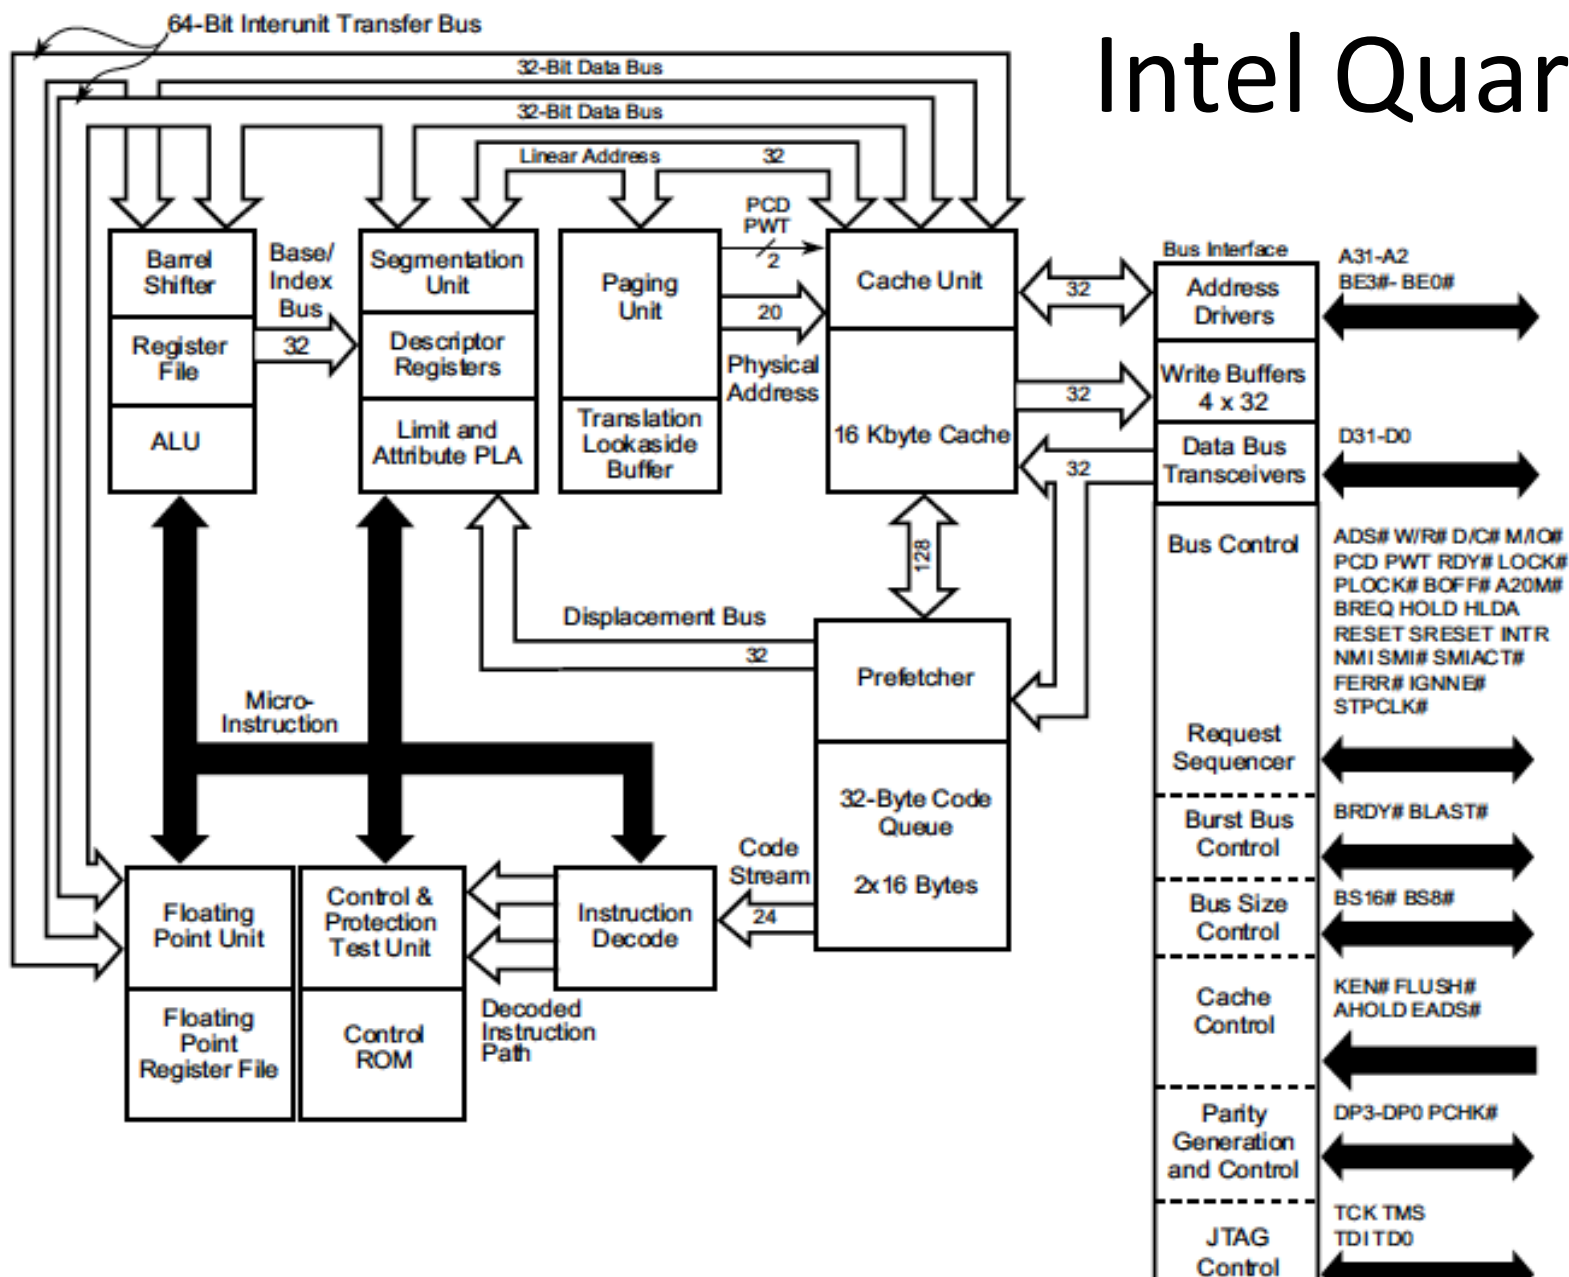 64-Bit Interunit Transfer Bus
Intel Quar
32-Bit Data Bus
32-Bit Data Bus
Linear Address
32
PCD
PWT
2
Barrel
Shifter
Register
File
ALU
Base/
Index
Bus
32
Segmentation
Unit
Descriptor
Registers
Limit and
Attribute PLA
Paging
Unit
Translation
Lookaside
Buffer
20
Physical
Address
Cache Unit
16 Kbyte Cache
32
32
32
128
Bus Interface
Address
Drivers
Write Buffers
4 x 32
Data Bus
Transceivers
Bus Control
Request
Sequencer
Burst Bus
Control
Bus Size
Control
Cache
Control
Parity
Generation
and Control
JTAG
Control
A31-A2
BE3#- BE0#
D31-D0
ADS# W/R# D/C# M/IO#
PCD PWT RDY# LOCK#
PLOCK# BOFF# A20M#
BREQ HOLD HLDA
RESET SRESET INTR
NMI SMI# SMIACT#
FERR# IGNNE#
STPCLK#
BRDY# BLAST#
BS16# BS8#
KEN# FLUSH#
AHOLD EADS#
DP3-DP0 PCHK#
TCK TMS
TDI TD0
Displacement Bus
32
Prefetcher
32-Byte Code
Queue
2x16 Bytes
Micro-
Instruction
Code
Stream
24
Floating
Point Unit
Floating
Point
Register File
Control &
Protection
Test Unit
Control
ROM
Instruction
Decode
Decoded
Instruction
Path